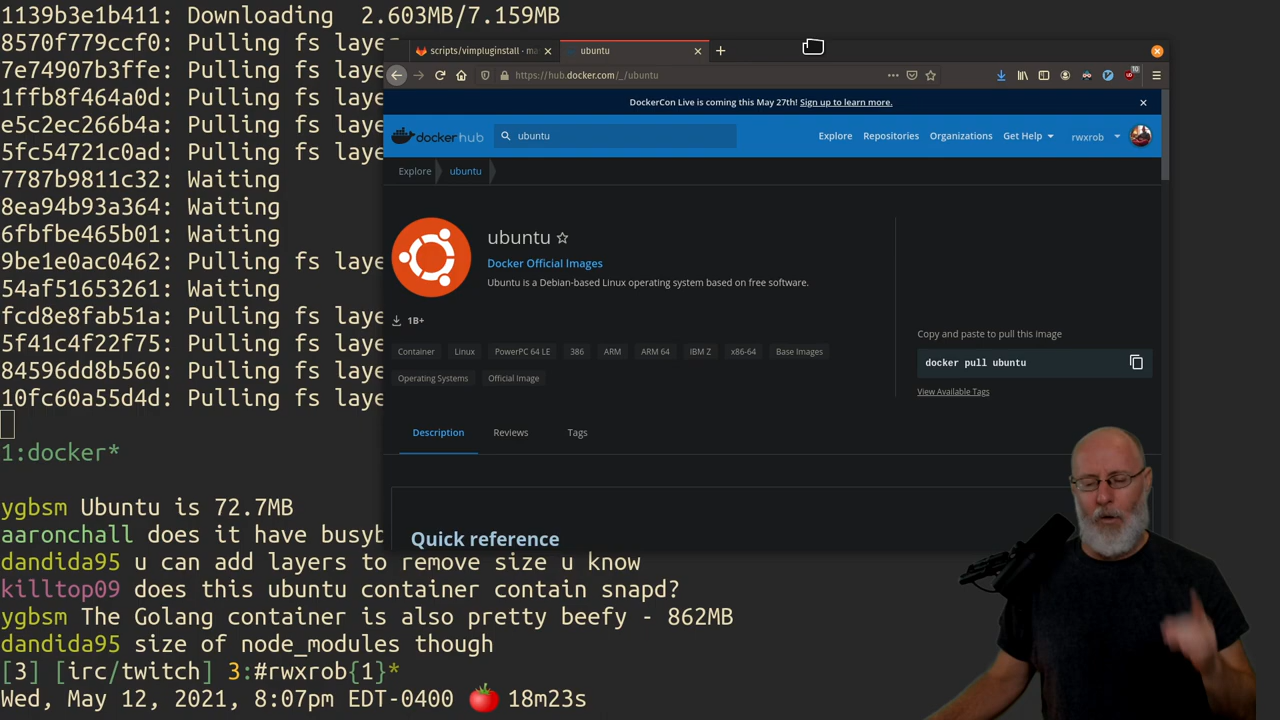 1139b3e1b411: Downloading  2.603MB/7.159MB
8570f779ccf0: Pulling fs laye
7e74907b3ffe: Pulling fs laye
1ffb8f464a0d: Pulling fs laye
e5c2ec266b4a: Pulling fs laye
5fc54721c0ad: Pulling fs laye
7787b9811c32: Waiting
8ea94b93a364: Waiting
6fbfbe465b01: Waiting
9be1e0ac0462: Pulling fs laye
54af51653261: Waiting
fcd8e8fab51a: Pulling fs laye
5f41c4f22f75: Pulling fs laye
84596dd8b560: Pulling fs laye
10fc60a55d4d: Pulling fs laye
1:docker*
scripts/vimpluginstall · ma
ubuntu
https://hub.docker.com/_/ubuntu
10
DockerCon Live is coming this May 27th! Sign up to learn more.
docker hub
ubuntu
Explore Repositories Organizations Get Help rwxrob
Explore ubuntu
ubuntu
Docker Official Images
Ubuntu is a Debian-based Linux operating system based on free software.
1B+
Container Linux PowerPC 64 LE 386 ARM ARM 64 IBM Z x86-64 Base Images
Operating Systems Official Image
Copy and paste to pull this image
docker pull ubuntu
View Available Tags
Description Reviews Tags
Quick reference
ygbsm Ubuntu is 72.7MB
aaronchall does it have busyb
dandida95 u can add layers to remove size u know
killtop09 does this ubuntu container contain snapd?
ygbsm The Golang container is also pretty beefy - 862MB
dandida95 size of node_modules though
[3] [irc/twitch] 3:#rwxrob{1}*
Wed, May 12, 2021, 8:07pm EDT-0400 🍅 18m23s